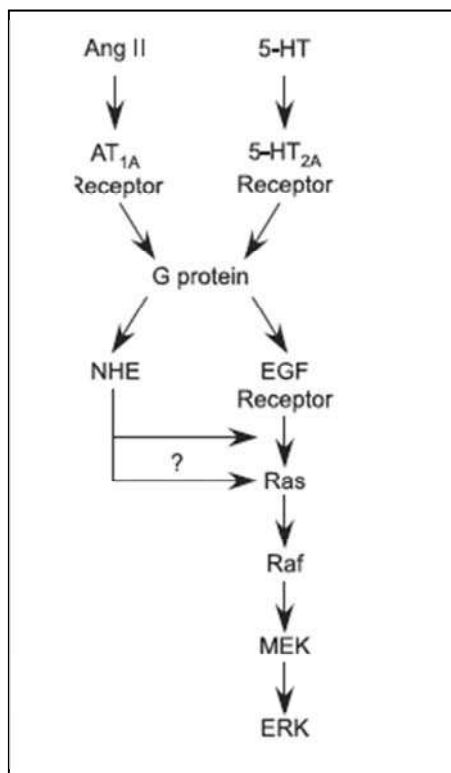 Ang II 5-HT
AT1A 5-HT2A
Receptor Receptor
G protein
NHE EGF
Receptor
?
Ras
Raf
MEK
ERK